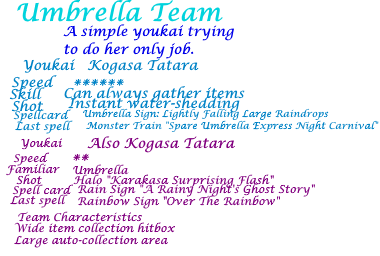 Umbrella Team
A simple youkai trying
to do her only job.
Youkai Kogasa Tatara
Speed ******
Skill Can always gather items
Shot Instant water-shedding
Spellcard Umbrella Sign: Lightly Falling Large Raindrops
Last spell Monster Train "Spare Umbrella Express Night Carnival"
Youkai Also Kogasa Tatara
Speed **
Familiar Umbrella
Shot Halo "Karakasa Surprising Flash"
Spell card Rain Sign "A Rainy Night's Ghost Story"
Last spell Rainbow Sign "Over The Rainbow"
Team Characteristics
Wide item collection hitbox
Large auto-collection area